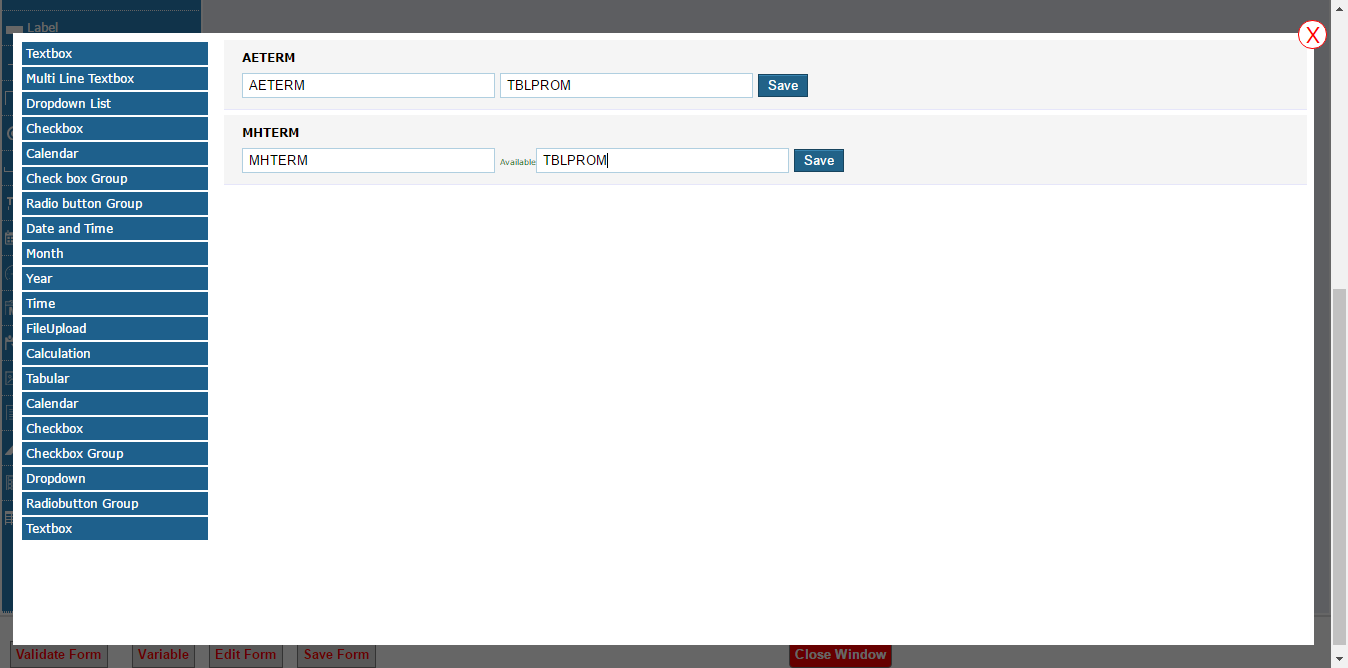 Label
X
Textbox
Multi Line Textbox
Dropdown List
Checkbox
Calendar
Check box Group
Radio button Group
Date and Time
Month
Year
Time
FileUpload
Calculation
Tabular
Calendar
Checkbox
Checkbox Group
Dropdown
Radiobutton Group
Textbox
AETERM
AETERM TBLPROM Save
MHTERM
MHTERM Available TBLPROM Save
Validate Form Variable Edit Form Save Form Close Window